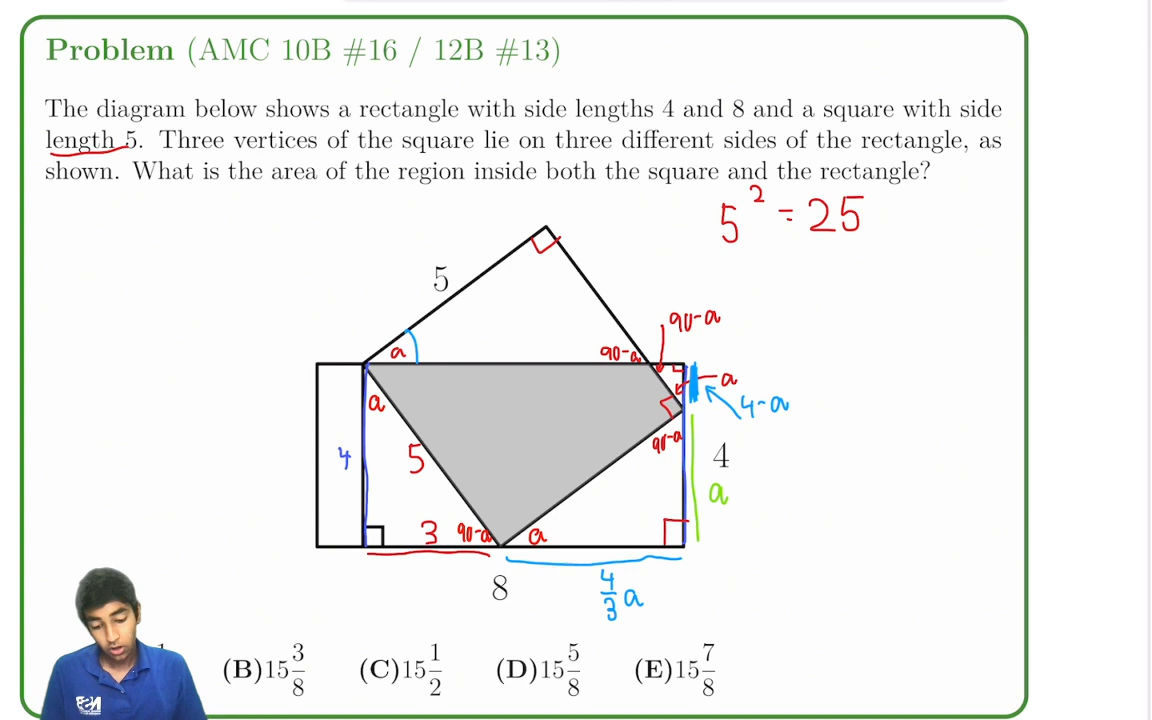 Problem (AMC 10B #16 / 12B #13)
The diagram below shows a rectangle with side lengths 4 and 8 and a square with side
length 5. Three vertices of the square lie on three different sides of the rectangle, as
shown. What is the area of the region inside both the square and the rectangle?
5² = 25
5
90-a
a
90-a
a
a
4-a
90-a
4
5
4
a
3
90-a
a
8
4/3 a
(B)15 3/8 (C)15 1/2 (D)15 5/8 (E)15 7/8